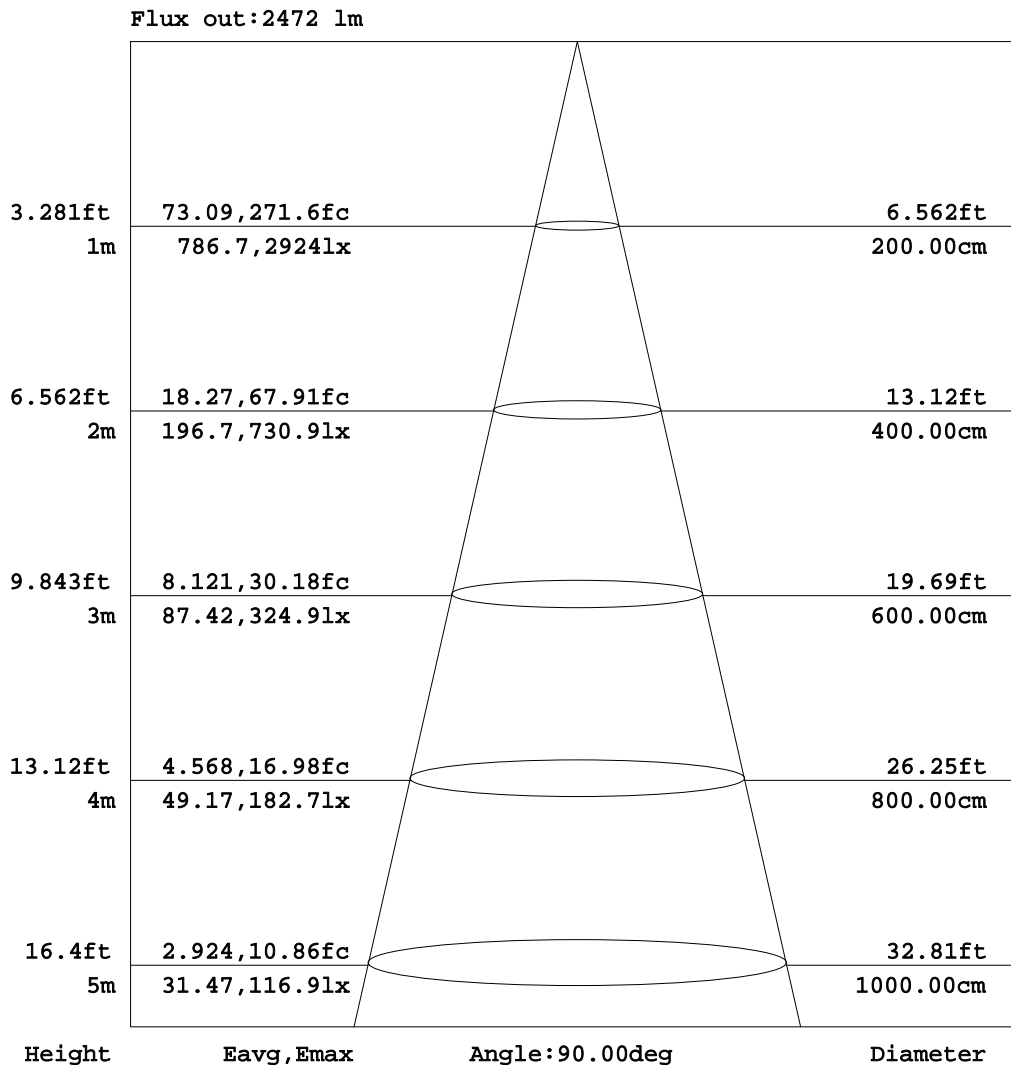 Flux out:2472 lm
3.281ft 73.09,271.6fc 6.562ft
1m 786.7,2924lx 200.00cm
6.562ft 18.27,67.91fc 13.12ft
2m 196.7,730.9lx 400.00cm
9.843ft 8.121,30.18fc 19.69ft
3m 87.42,324.9lx 600.00cm
13.12ft 4.568,16.98fc 26.25ft
4m 49.17,182.7lx 800.00cm
16.4ft 2.924,10.86fc 32.81ft
5m 31.47,116.9lx 1000.00cm
Height Eavg,Emax Angle:90.00deg Diameter